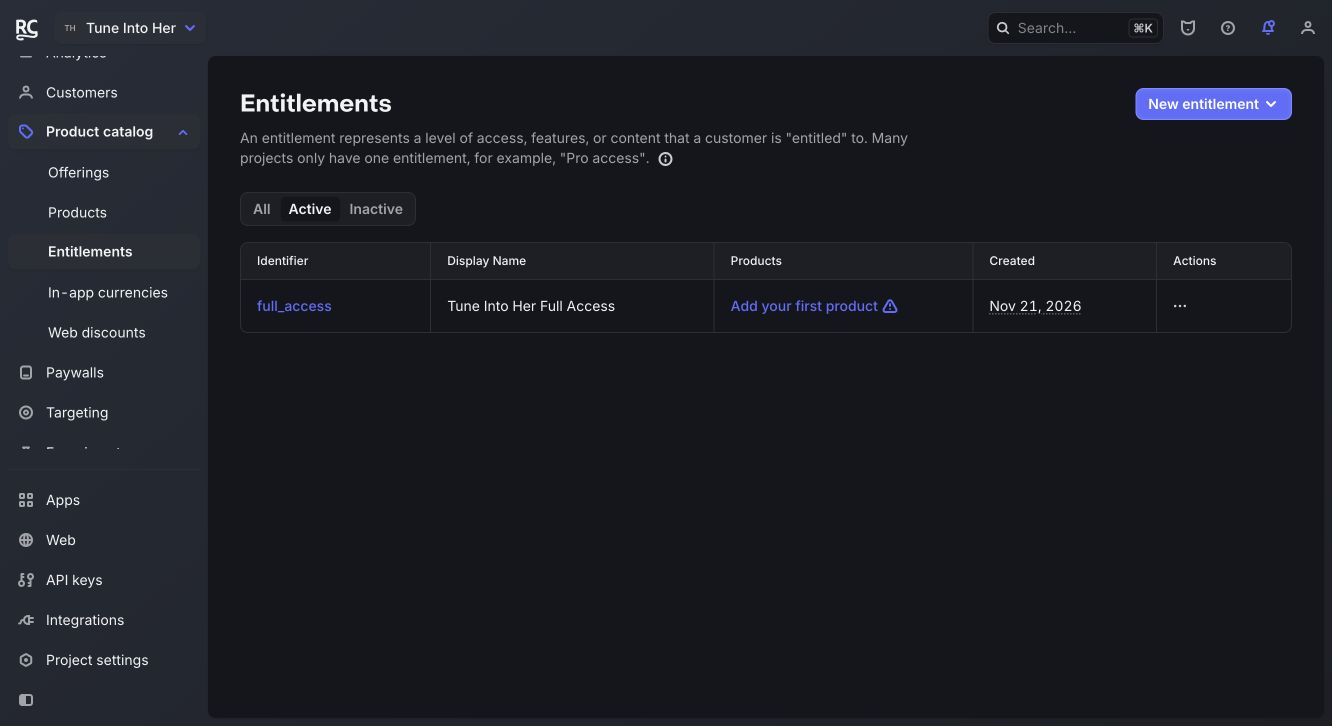 RC
TH Tune Into Her
Search... ⌘K
Analytics
Customers
Product catalog
Offerings
Products
Entitlements
In-app currencies
Web discounts
Paywalls
Targeting
Apps
Web
API keys
Integrations
Project settings
Entitlements
New entitlement
An entitlement represents a level of access, features, or content that a customer is "entitled" to. Many
projects only have one entitlement, for example, "Pro access".
All Active Inactive
Identifier Display Name Products Created Actions
full_access Tune Into Her Full Access Add your first product Nov 21, 2026 ···